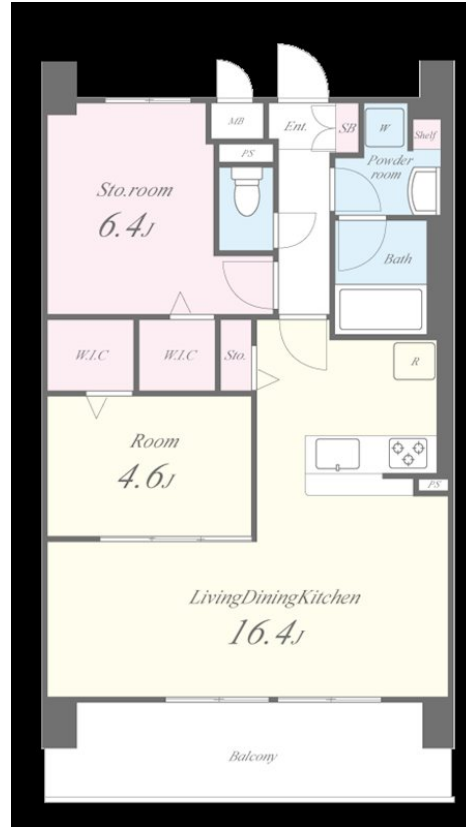 MB
Ent.
SB
W
Shelf
PS
Powder
room
Sto.room
6.4J
Bath
W.I.C
W.I.C
Sto.
R
Room
4.6J
PS
LivingDiningKitchen
16.4J
Balcony